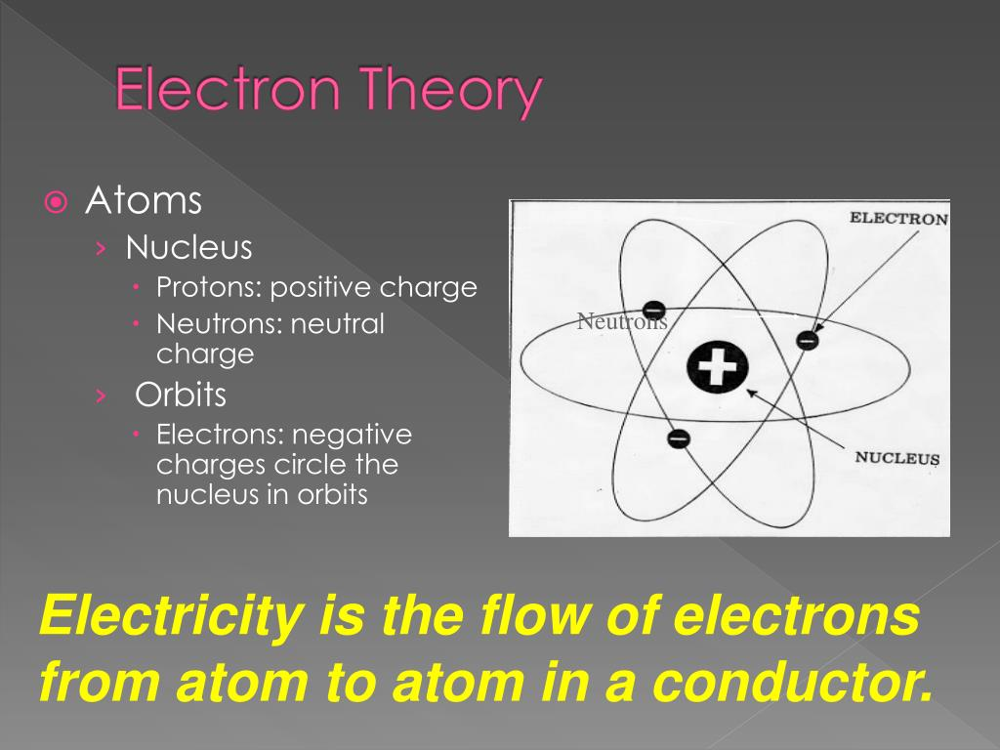 Electron Theory
Atoms
Nucleus
Protons: positive charge
Neutrons: neutral
charge
Orbits
Electrons: negative
charges circle the
nucleus in orbits
ELECTRON
Neutrons
NUCLEUS
Electricity is the flow of electrons
from atom to atom in a conductor.